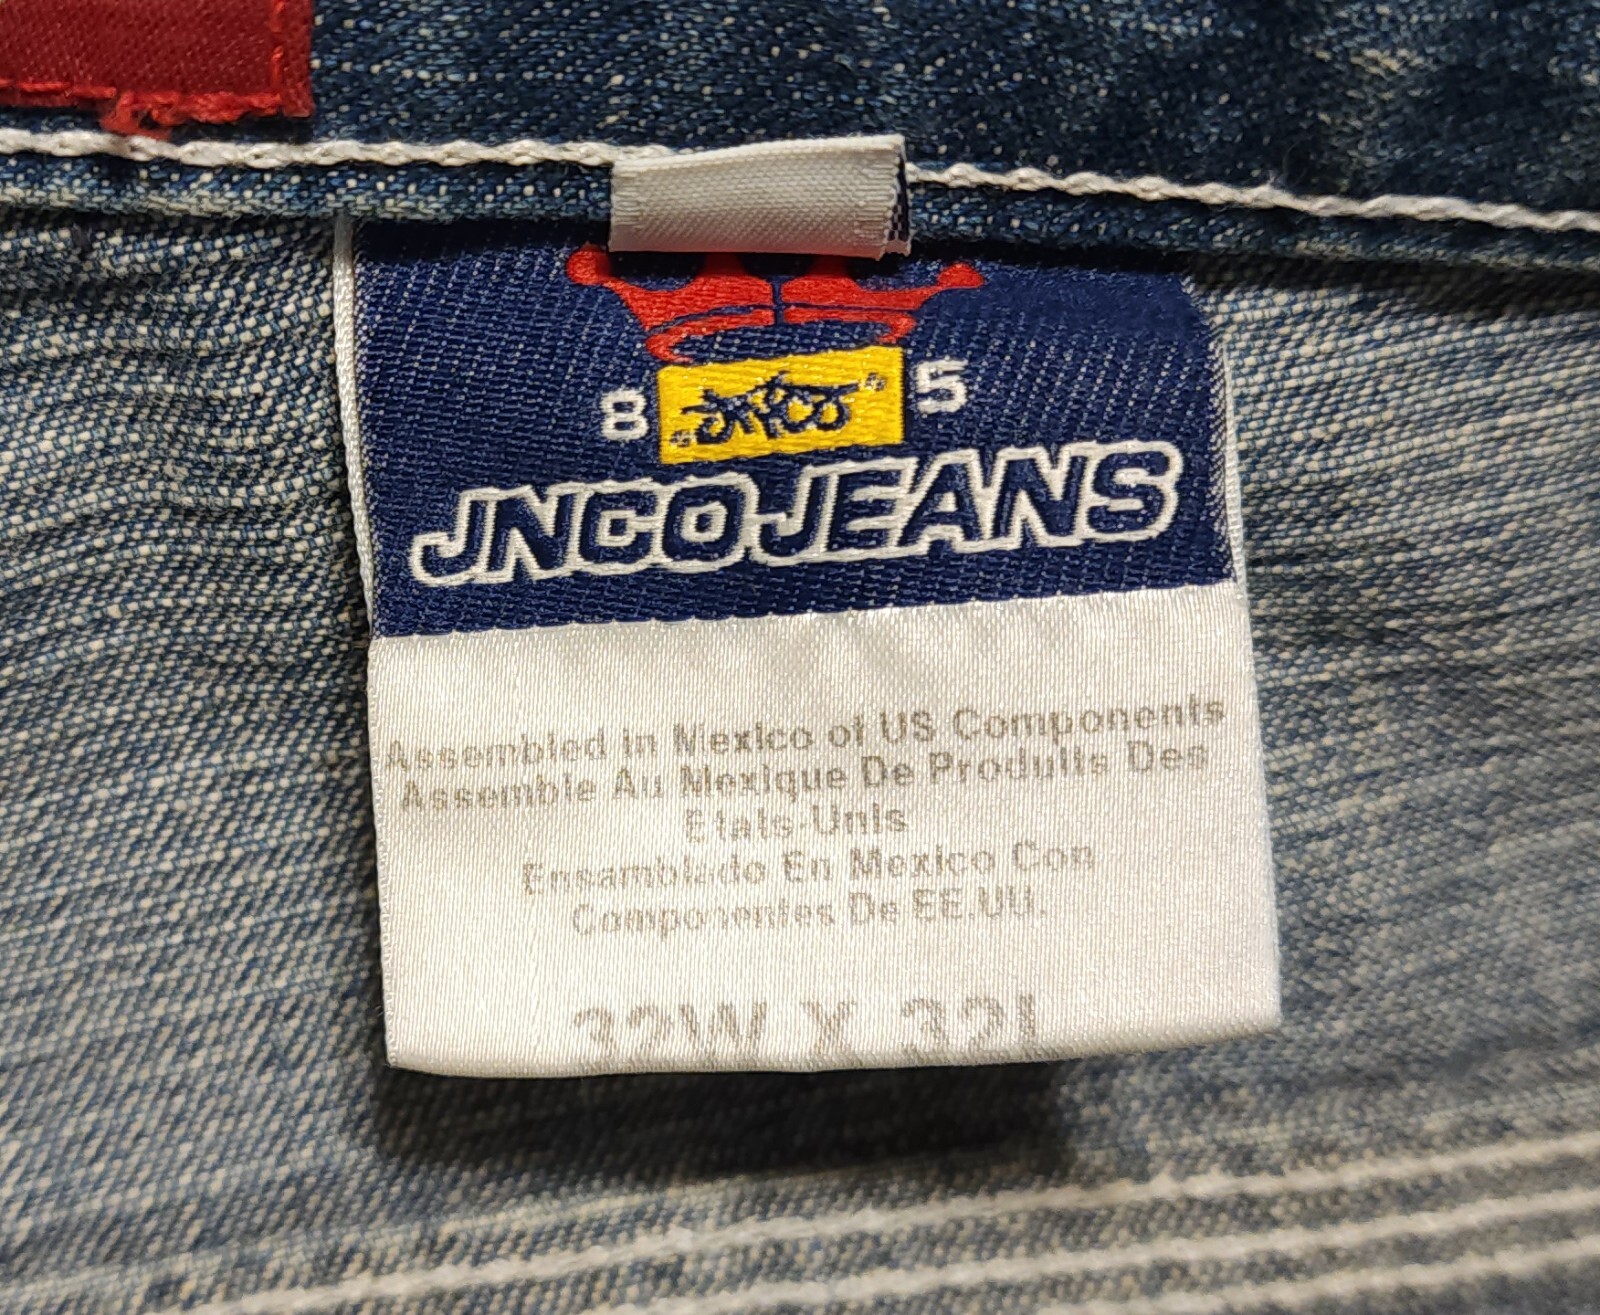 8 JNCO 5
JNCO JEANS
Assembled in Mexico of US Components
Assemble Au Mexique De Produits Des
Etats-Unis
Ensamblado En Mexico Con
Componentes De EE.UU.
32W X 32L